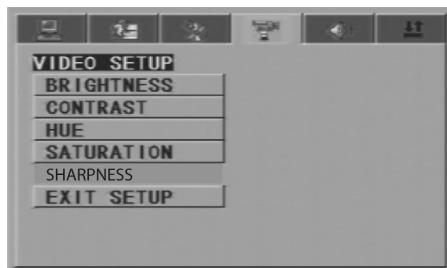 VIDEO SETUP
BRIGHTNESS
CONTRAST
HUE
SATURATION
SHARPNESS
EXIT SETUP